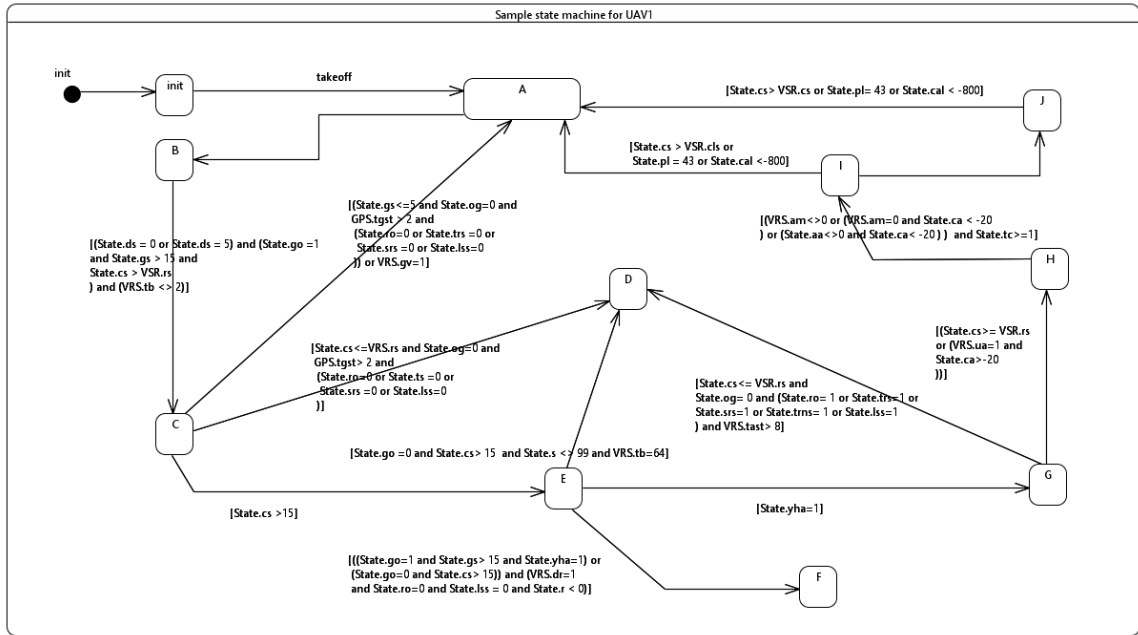 Sample state machine for UAV1
init
init
takeoff
A
[State.cs> VSR.cs or State.pl= 43 or State.cal < -800]
J
B
[State.cs > VSR.cls or
State.pl = 43 or State.cal <-800]
I
[(State.gs<=5 and State.og=0 and
GPS.tgst > 2 and
(State.ro=0 or State.trs =0 or
State.srs =0 or State.lss=0
)) or VRS.gv=1]
[(VRS.am<>0 or (VRS.am=0 and State.ca < -20
) or (State.aa<>0 and State.ca< -20 ) )  and State.tc>=1]
[(State.ds = 0 or State.ds = 5) and (State.go =1
and State.gs > 15 and
State.cs > VSR.rs
) and (VRS.tb <> 2)]
H
D
[State.cs<=VRS.rs and State.og=0 and
GPS.tgst> 2 and
(State.ro=0 or State.ts =0 or
State.srs =0 or State.lss=0
)]
[(State.cs>= VSR.rs
or (VRS.ua=1 and
State.ca>-20
))]
[State.cs<= VSR.rs and
State.og= 0 and (State.ro= 1 or State.trs=1 or
State.srs=1 or State.trns= 1 or State.lss=1
) and VRS.tast> 8]
C
[State.go =0 and State.cs> 15  and State.s <> 99 and VRS.tb=64]
E
G
[State.cs >15]
[State.yha=1]
[((State.go=1 and State.gs> 15 and State.yha=1) or
(State.go=0 and State.cs> 15)) and (VRS.dr=1
and State.ro=0 and State.lss = 0 and State.r < 0)]
F